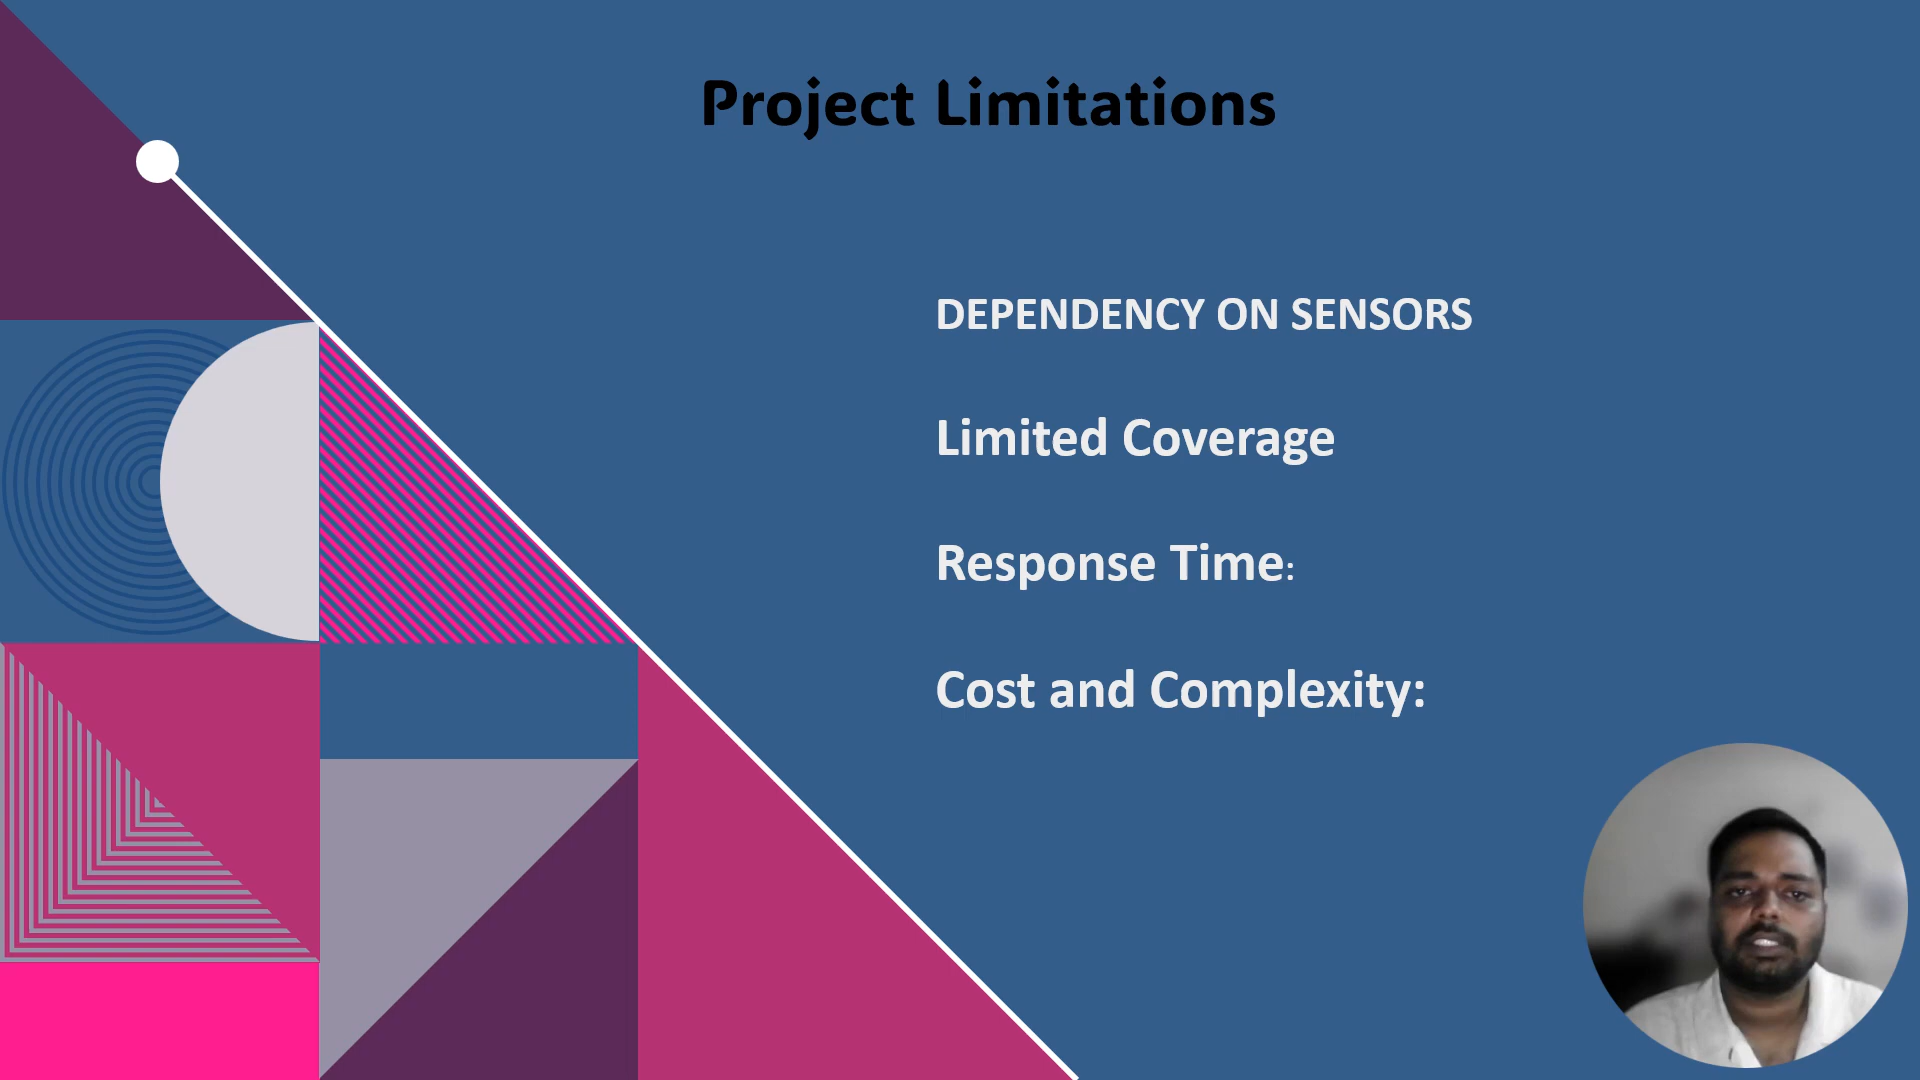 Project Limitations
DEPENDENCY ON SENSORS
Limited Coverage
Response Time:
Cost and Complexity: